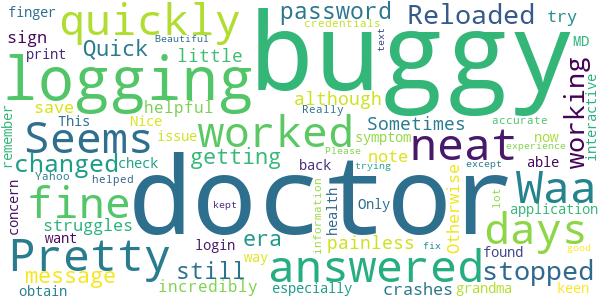 finger
quickly
password
Reloaded
try
credentials
Beautiful
text
buggy
sign
Quick
MD
print
logging
little
interactive
working
save
helpful
although
Really
remember
This
Nice
issue
worked
Sometimes
accurate
Seems
neat
symptom
now
Please
experience
changed
check
getting
back
note
trying
except
able
Yahoo
helped
doctor
Waa
concern
fine
kept
health
Only
lot
application
want
struggles
login
era
information
painless
Otherwise
days
fix
found
good
Pretty
way
answered
stopped
message
still
obtain
incredibly
especially
crashes
grandma
keen